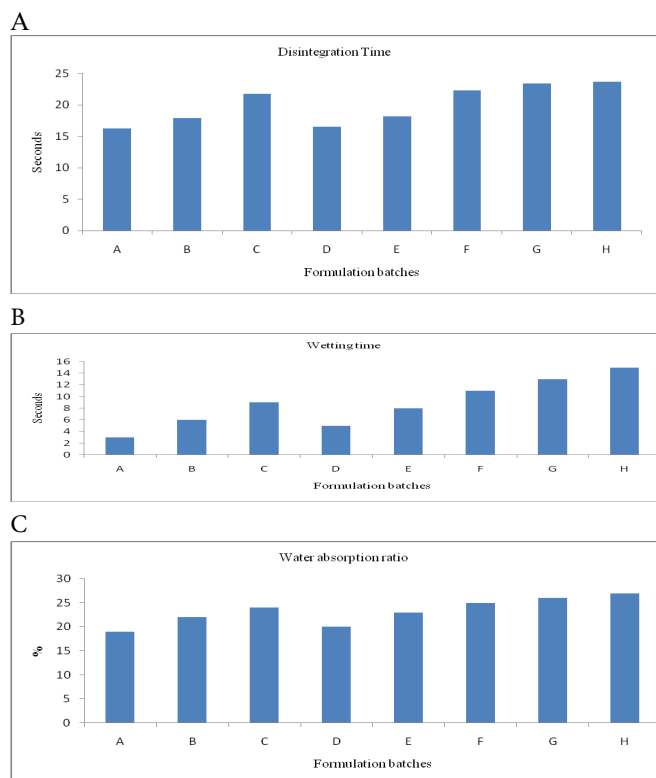 A
Disintegration Time
25
20
15
10
5
0
Seconds
A B C D E F G H
Formulation batches
B
Wetting time
16
14
12
10
8
6
4
2
0
Seconds
A B C D E F G H
Formulation batches
C
Water absorption ratio
30
25
20
15
10
5
0
%
A B C D E F G H
Formulation batches